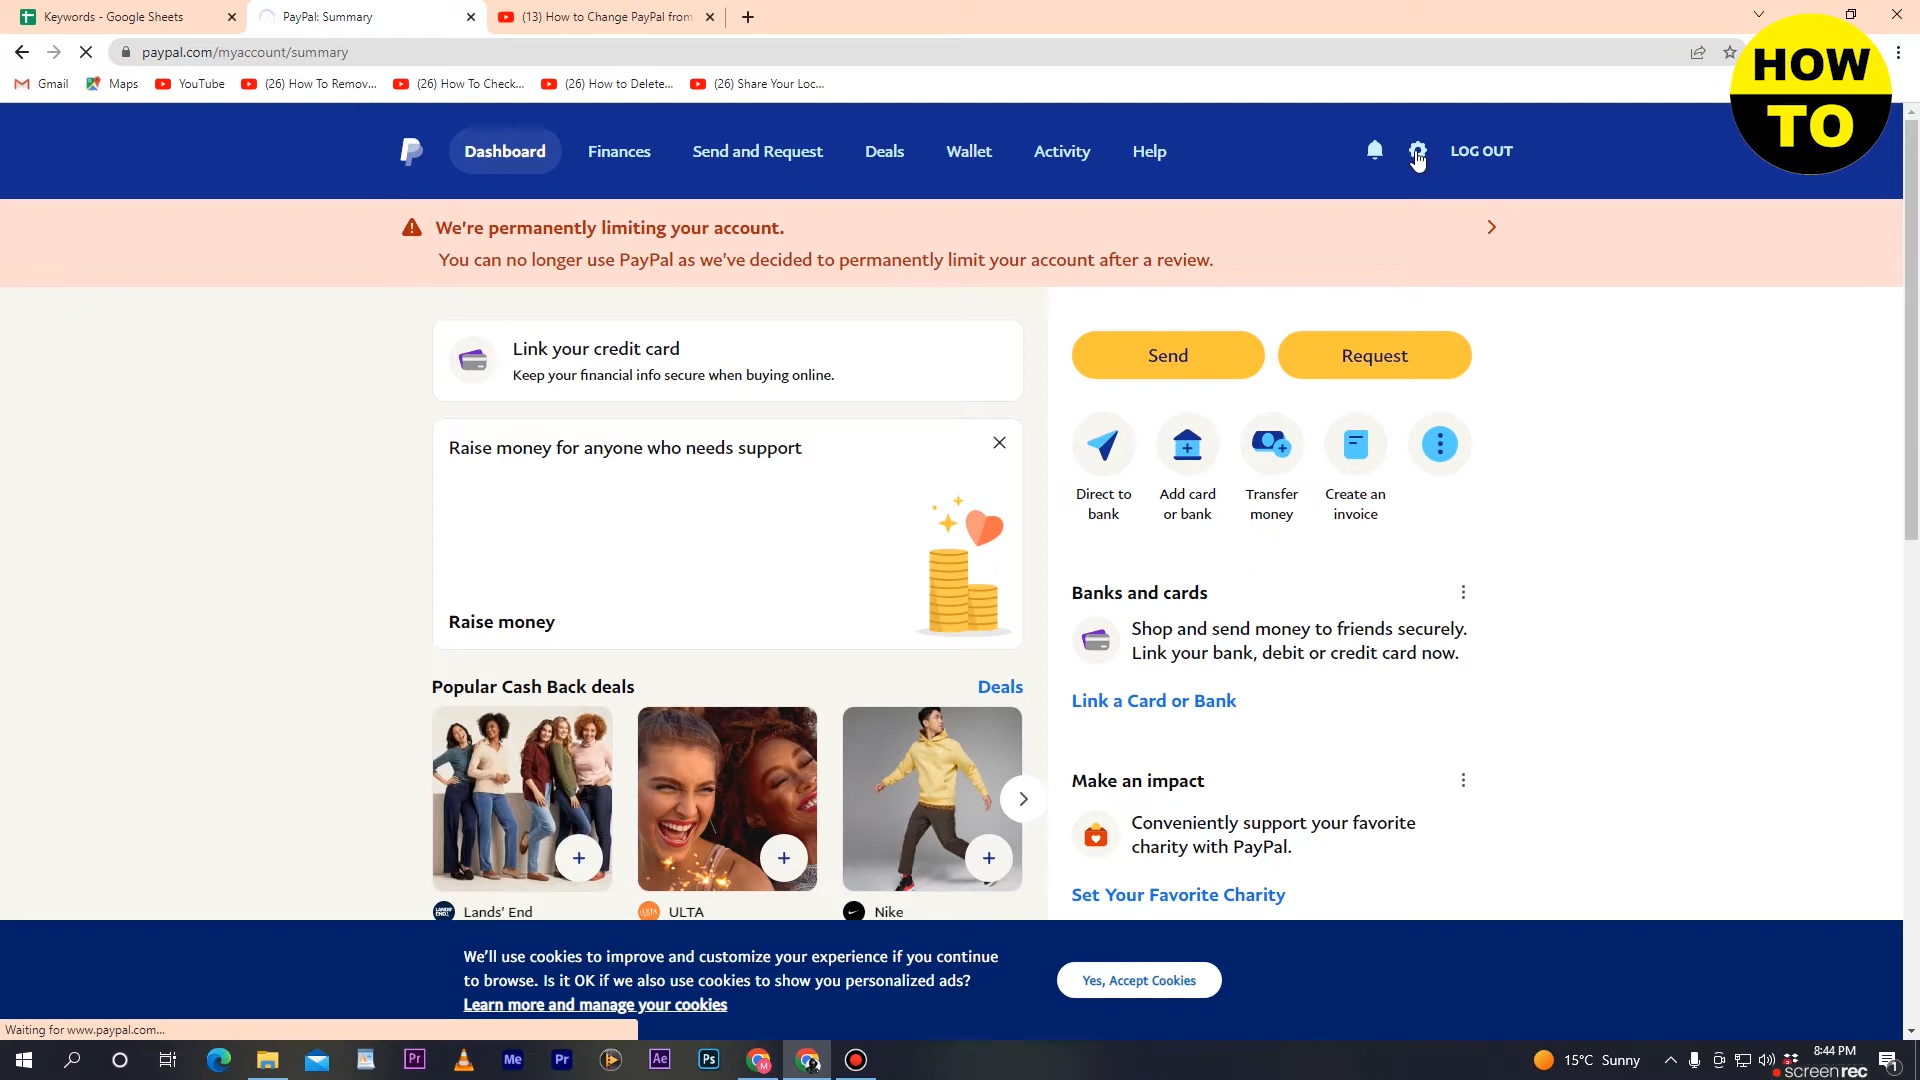 Keywords - Google Sheets
PayPal: Summary
(13) How to Change PayPal from
paypal.com/myaccount/summary
Gmail
Maps
YouTube
(26) How To Remov...
(26) How To Check...
(26) How to Delete...
(26) Share Your Loc...
HOW
TO
Dashboard
Finances
Send and Request
Deals
Wallet
Activity
Help
LOG OUT
We're permanently limiting your account.
You can no longer use PayPal as we've decided to permanently limit your account after a review.
Link your credit card
Keep your financial info secure when buying online.
Send
Request
Raise money for anyone who needs support
Direct to
bank
Add card
or bank
Transfer
money
Create an
invoice
Raise money
Banks and cards
Shop and send money to friends securely.
Link your bank, debit or credit card now.
Link a Card or Bank
Popular Cash Back deals
Deals
Make an impact
Conveniently support your favorite
charity with PayPal.
Set Your Favorite Charity
LANDS' END
Lands' End
ULTA
ULTA
Nike
We'll use cookies to improve and customize your experience if you continue
to browse. Is it OK if we also use cookies to show you personalized ads?
Learn more and manage your cookies
Yes, Accept Cookies
Waiting for www.paypal.com...
Pr
Me
Pr
Ae
Ps
M
15°C Sunny
8:44 PM
screenrec
1